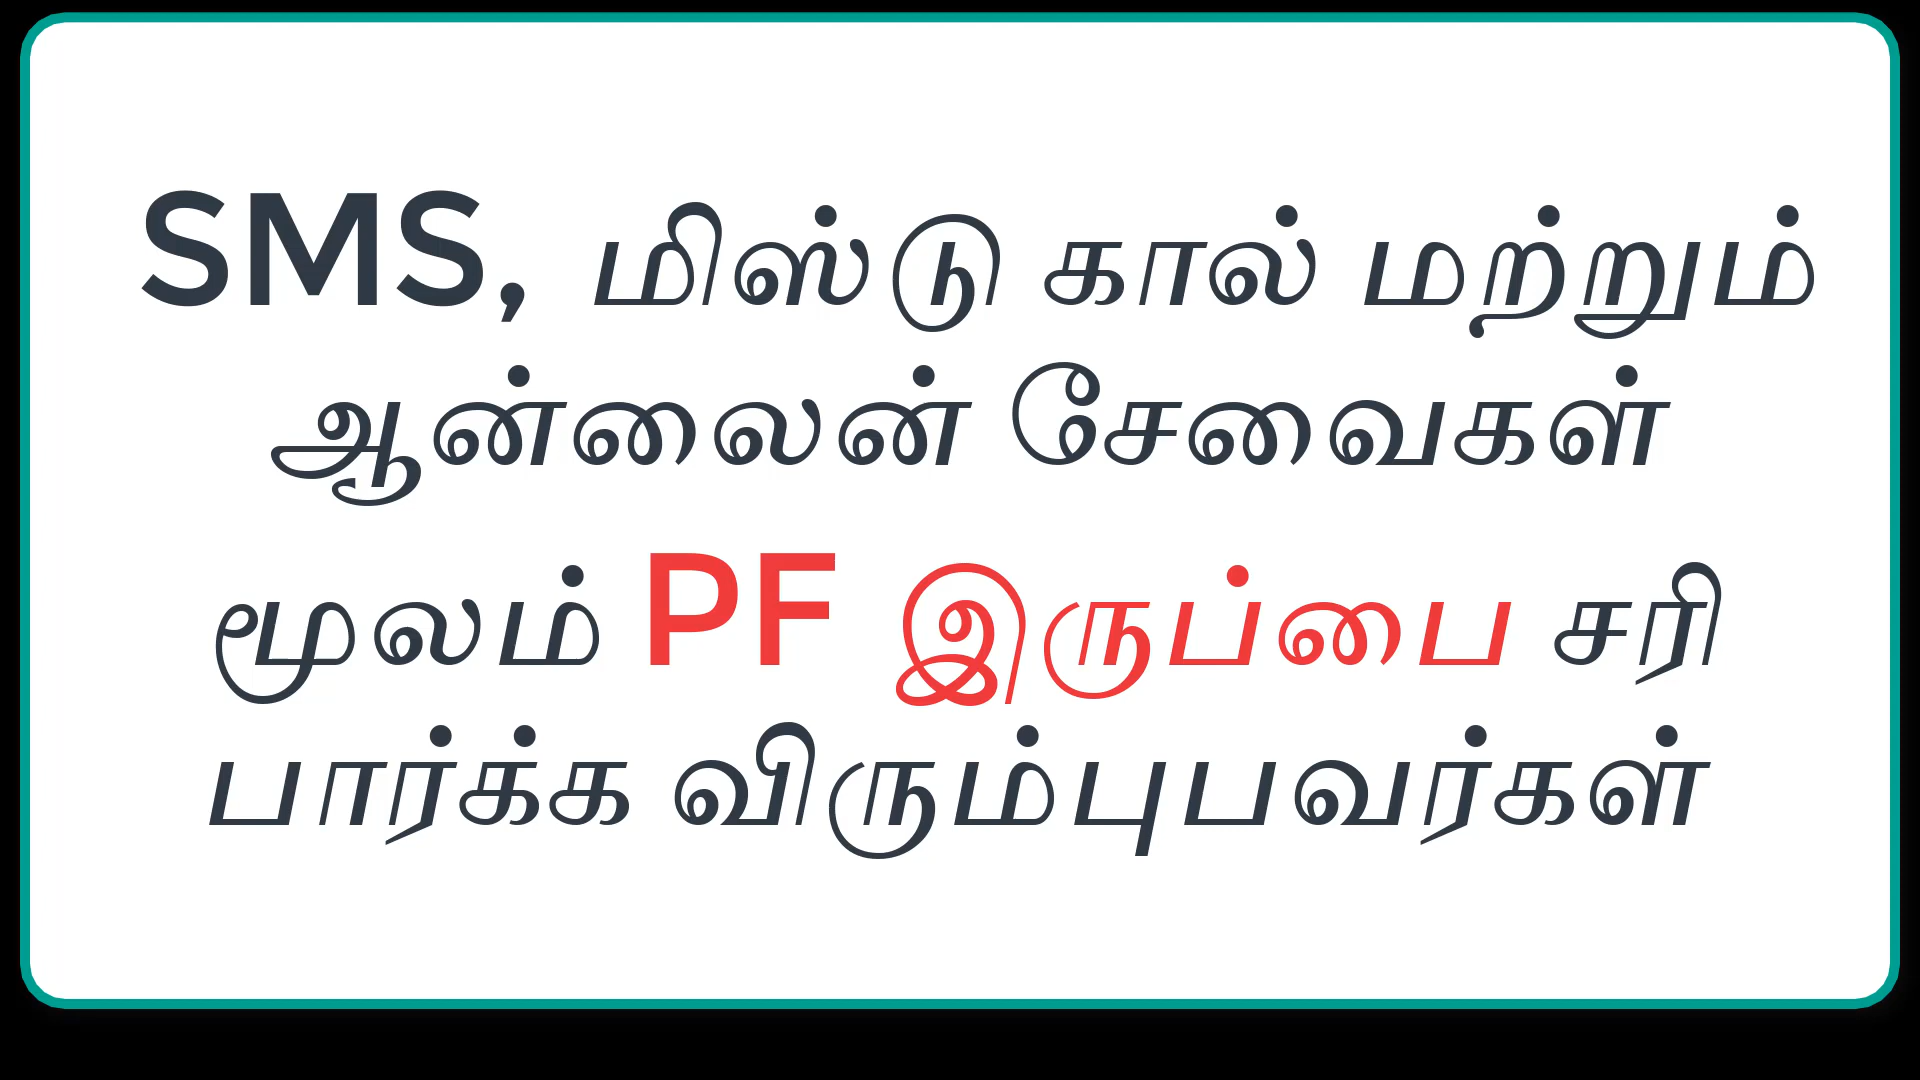 SMS, மிஸ்டு கால் மற்றும்
ஆன்லைன் சேவைகள்
மூலம் PF இருப்பை சரி
பார்க்க விரும்புபவர்கள்